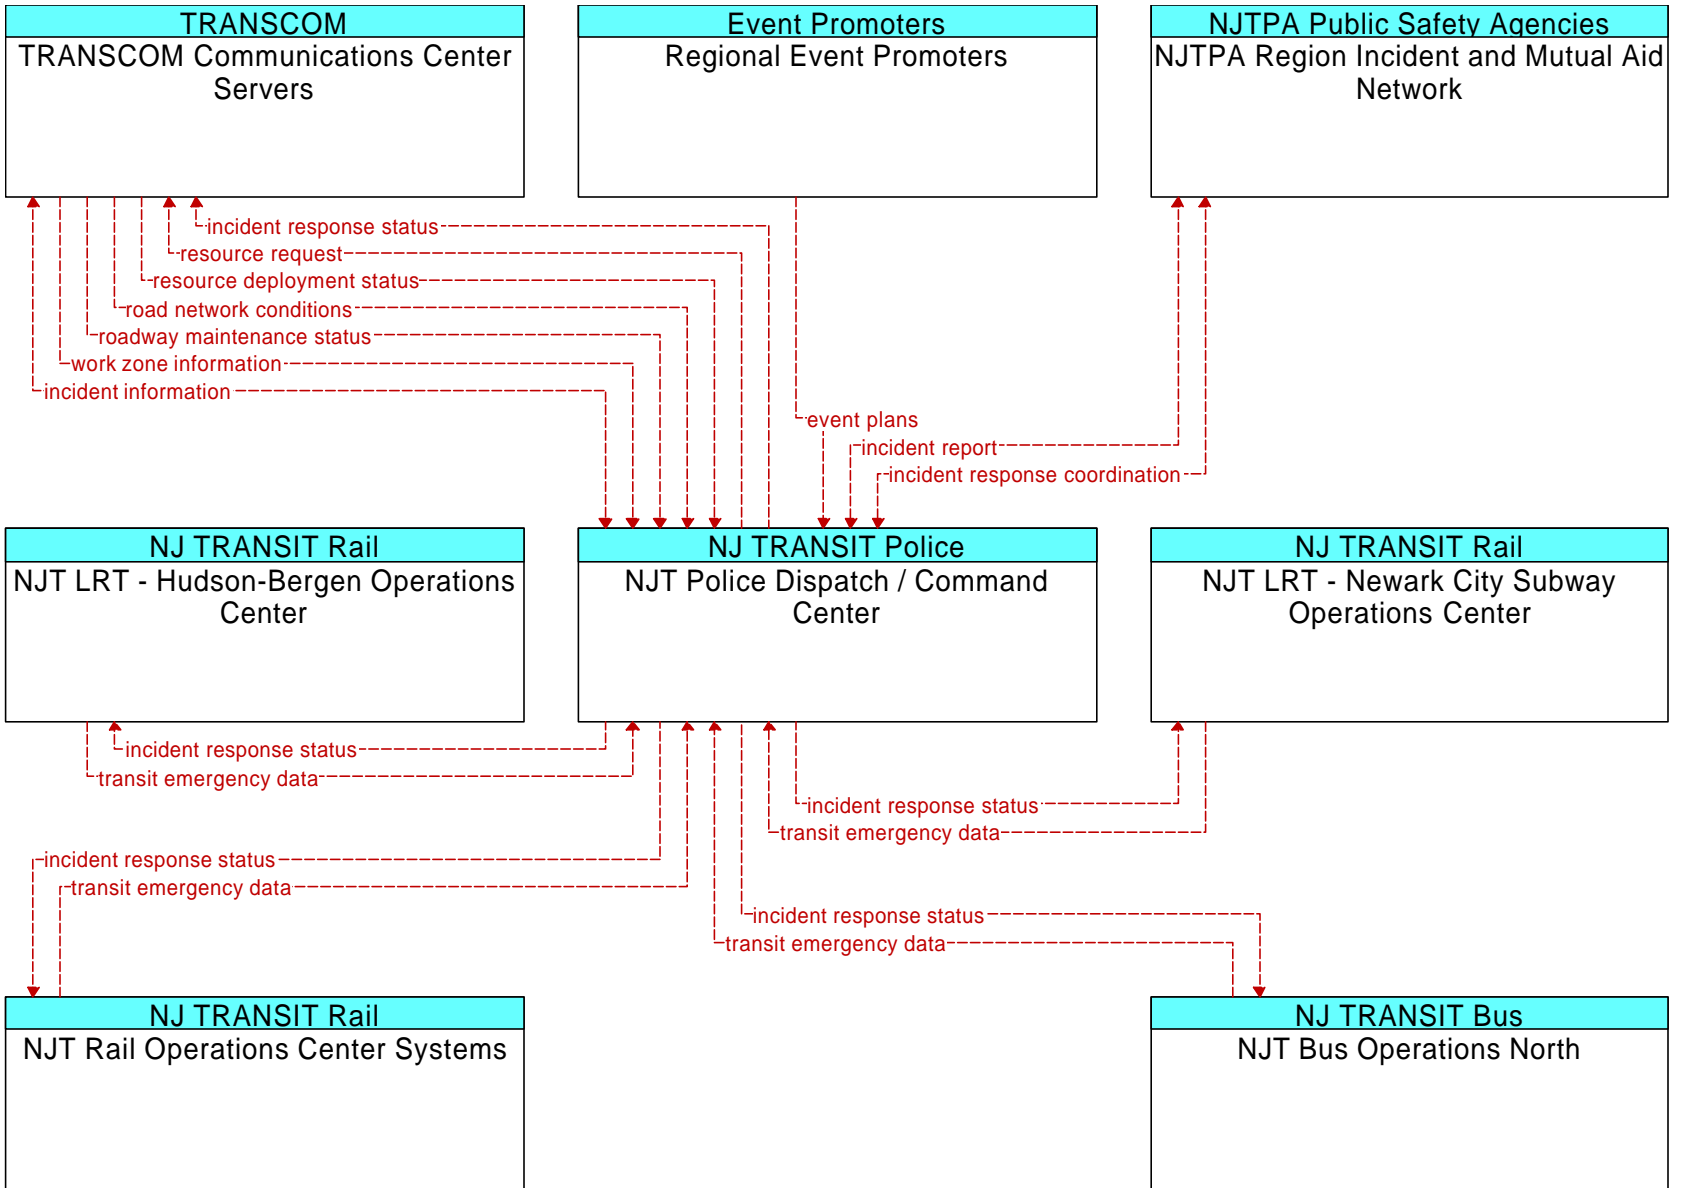 TRANSCOM
TRANSCOM Communications Center
Servers
Event Promoters
Regional Event Promoters
NJTPA Public Safety Agencies
NJTPA Region Incident and Mutual Aid
Network
incident response status
resource request
resource deployment status
road network conditions
roadway maintenance status
work zone information
incident information
event plans
incident report
incident response coordination
NJ TRANSIT Rail
NJT LRT - Hudson-Bergen Operations
Center
NJ TRANSIT Police
NJT Police Dispatch / Command
Center
NJ TRANSIT Rail
NJT LRT - Newark City Subway
Operations Center
incident response status
transit emergency data
incident response status
transit emergency data
incident response status
transit emergency data
incident response status
transit emergency data
NJ TRANSIT Rail
NJT Rail Operations Center Systems
NJ TRANSIT Bus
NJT Bus Operations North